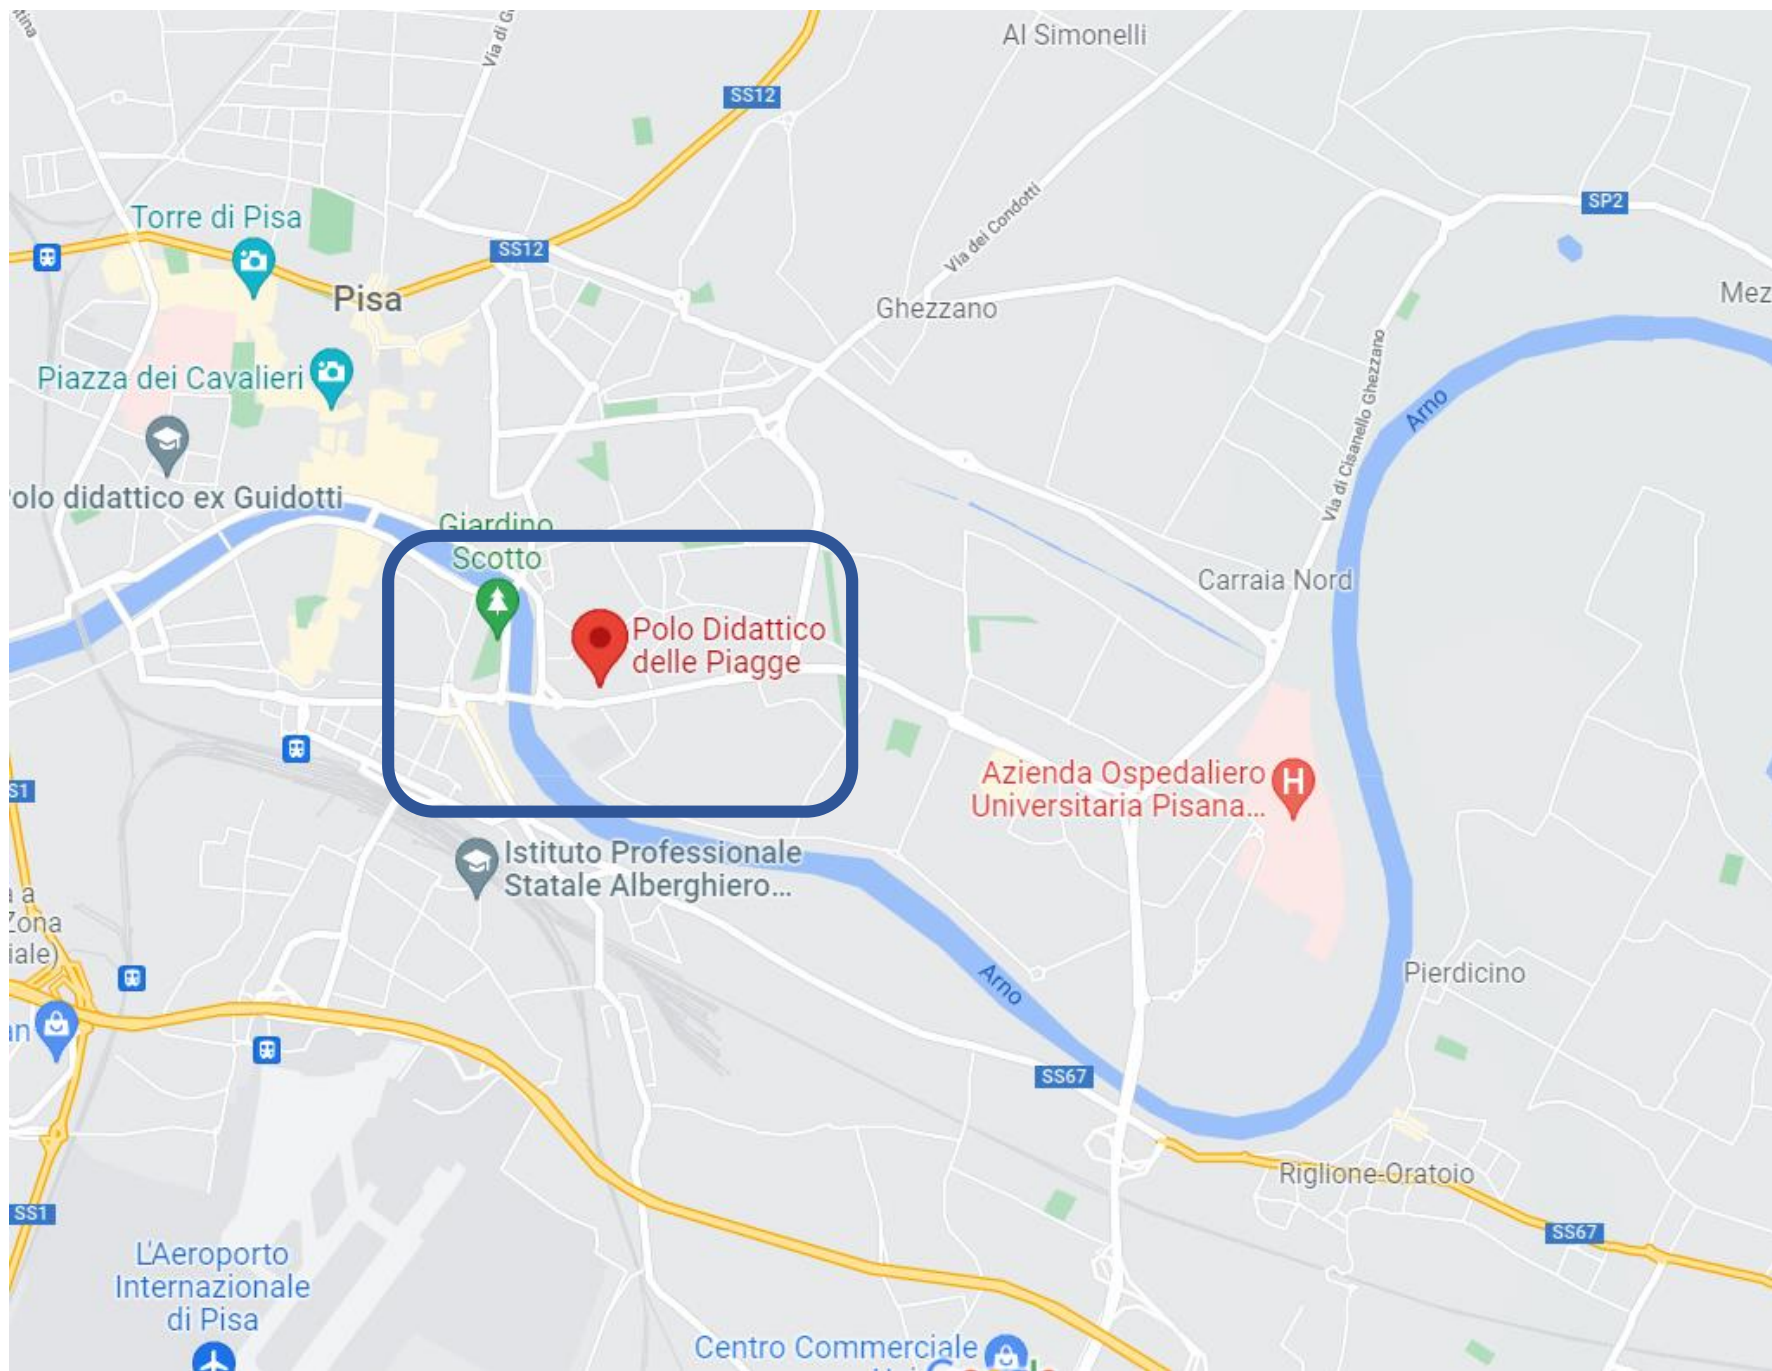 Via di G
Al Simonelli
SS12
Torre di Pisa
SS12
Pisa
Via dei Condotti
SP2
Ghezzano
Mez
Piazza dei Cavalieri
Via di Cisanello Ghezzano
Arno
olo didattico ex Guidotti
Giardino
Scotto
Carraia Nord
Polo Didattico
delle Piagge
Azienda Ospedaliero
Universitaria Pisana...
H
S1
Istituto Professionale
Statale Alberghiero...
a a
Zona
iale)
Arno
Pierdicino
an
SS67
Riglione-Oratoio
SS1
SS67
L'Aeroporto
Internazionale
di Pisa
Centro Commerciale